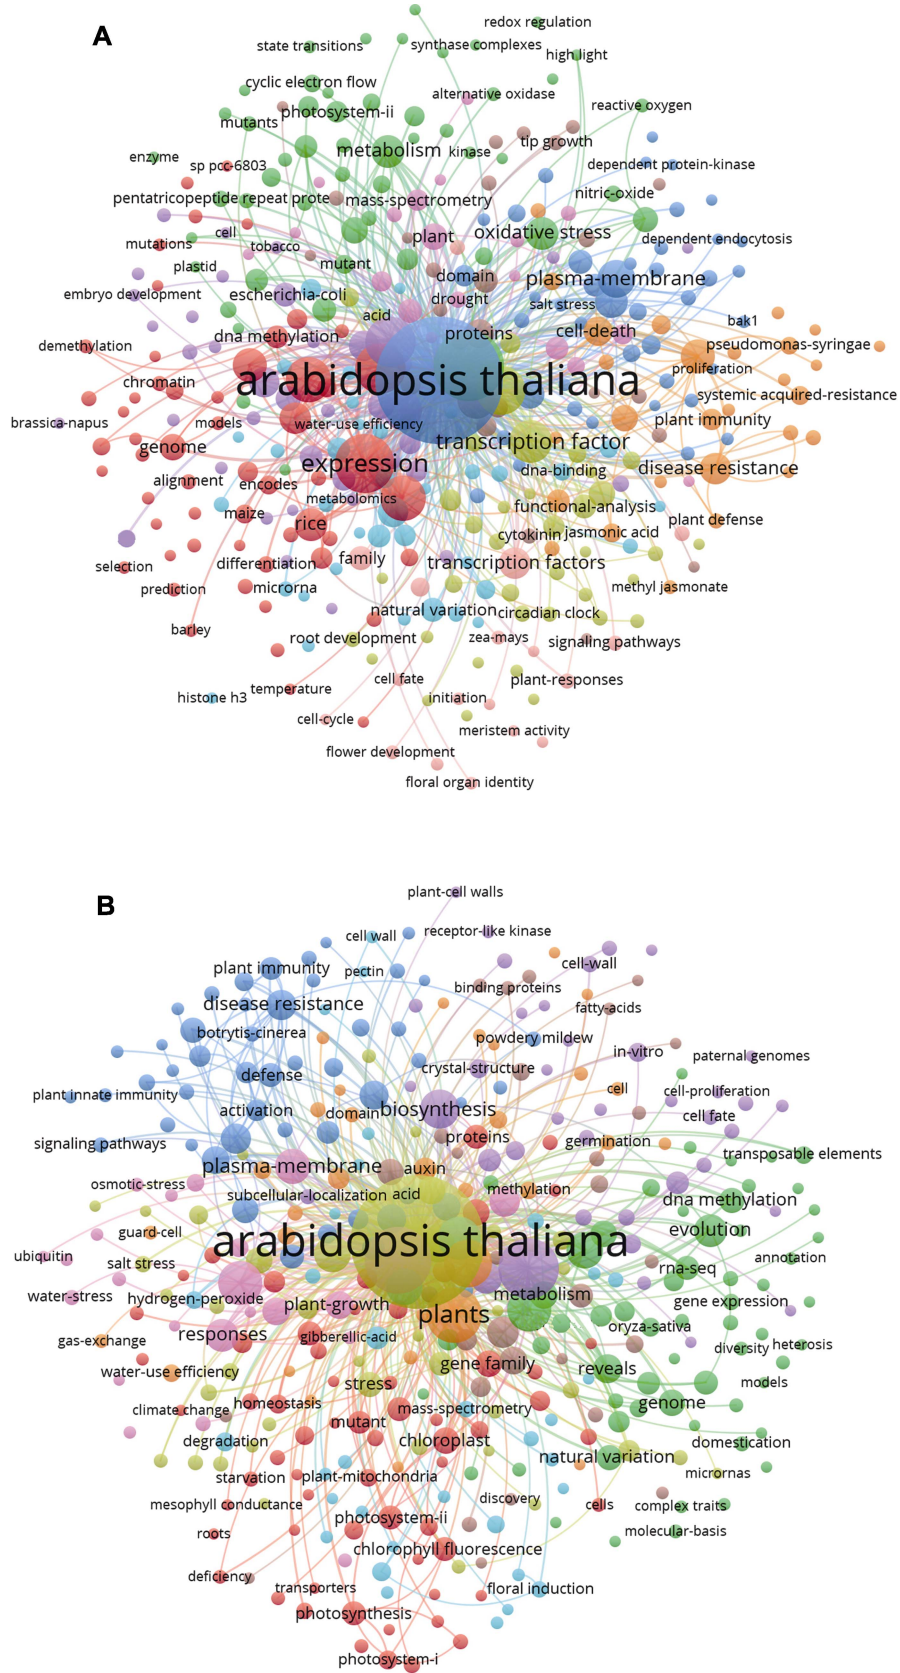 A
redox regulation
state transitions
synthase complexes
high light
cyclic electron flow
alternative oxidase
reactive oxygen
photosystem-ii
mutants
tip growth
metabolism
kinase
enzyme
sp pcc-6803
dependent protein-kinase
pentatricopeptide repeat prote
mass-spectrometry
nitric-oxide
cell
plant
oxidative stress
dependent endocytosis
mutations
tobacco
plastid
mutant
domain
plasma-membrane
embryo development
escherichia-coli
drought
salt stress
acid
bak1
dna methylation
proteins
cell-death
demethylation
pseudomonas-syringae
proliferation
chromatin
arabidopsis thaliana
systemic acquired-resistance
brassica-napus
models
water-use efficiency
plant immunity
genome
transcription factor
expression
dna-binding
disease resistance
alignment
encodes
metabolomics
functional-analysis
maize
rice
plant defense
cytokinin
jasmonic acid
selection
differentiation
family
transcription factors
prediction
microrna
methyl jasmonate
natural variation
circadian clock
barley
root development
zea-mays
signaling pathways
cell fate
plant-responses
histone h3
temperature
initiation
cell-cycle
meristem activity
flower development
floral organ identity
B
plant-cell walls
cell wall
receptor-like kinase
plant immunity
pectin
cell-wall
binding proteins
disease resistance
fatty-acids
botrytis-cinerea
powdery mildew
in-vitro
paternal genomes
crystal-structure
defense
plant innate immunity
cell
cell-proliferation
activation
domain
biosynthesis
cell fate
signaling pathways
proteins
germination
transposable elements
plasma-membrane
auxin
osmotic-stress
subcellular-localization
acid
methylation
dna methylation
guard-cell
arabidopsis thaliana
evolution
ubiquitin
salt stress
rna-seq
annotation
water-stress
hydrogen-peroxide
plant-growth
metabolism
gene expression
plants
gas-exchange
responses
gibberellic-acid
oryza-sativa
diversity
heterosis
water-use efficiency
gene family
reveals
stress
models
climate change
homeostasis
mass-spectrometry
genome
mutant
degradation
chloroplast
domestication
natural variation
starvation
plant-mitochondria
micrornas
mesophyll conductance
discovery
cells
complex traits
roots
photosystem-ii
molecular-basis
chlorophyll fluorescence
deficiency
transporters
floral induction
photosynthesis
photosystem-i